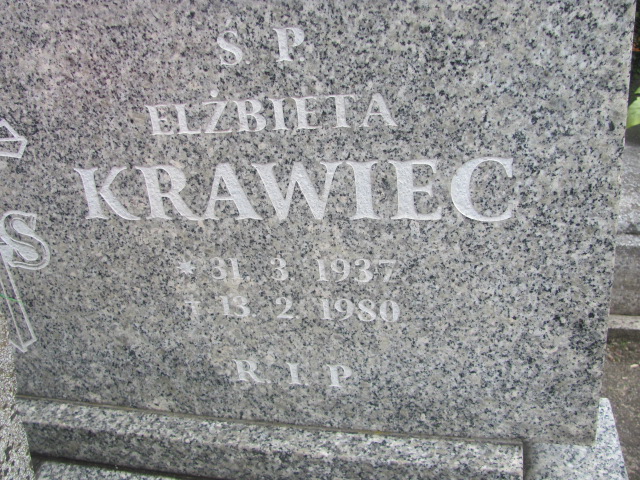 Ś. P.
ELŻBIETA
KRAWIEC
* 31. 3. 1937
† 13. 2. 1980
R. I. P.